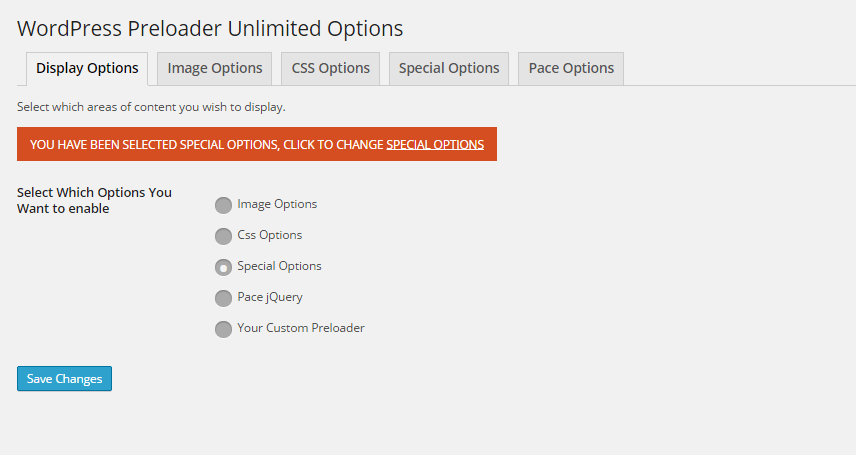 WordPress Preloader Unlimited Options
Display Options Image Options CSS Options Special Options Pace Options
Select which areas of content you wish to display.
YOU HAVE BEEN SELECTED SPECIAL OPTIONS, CLICK TO CHANGE SPECIAL OPTIONS
Select Which Options You
Want to enable
Image Options
Css Options
Special Options
Pace jQuery
Your Custom Preloader
Save Changes